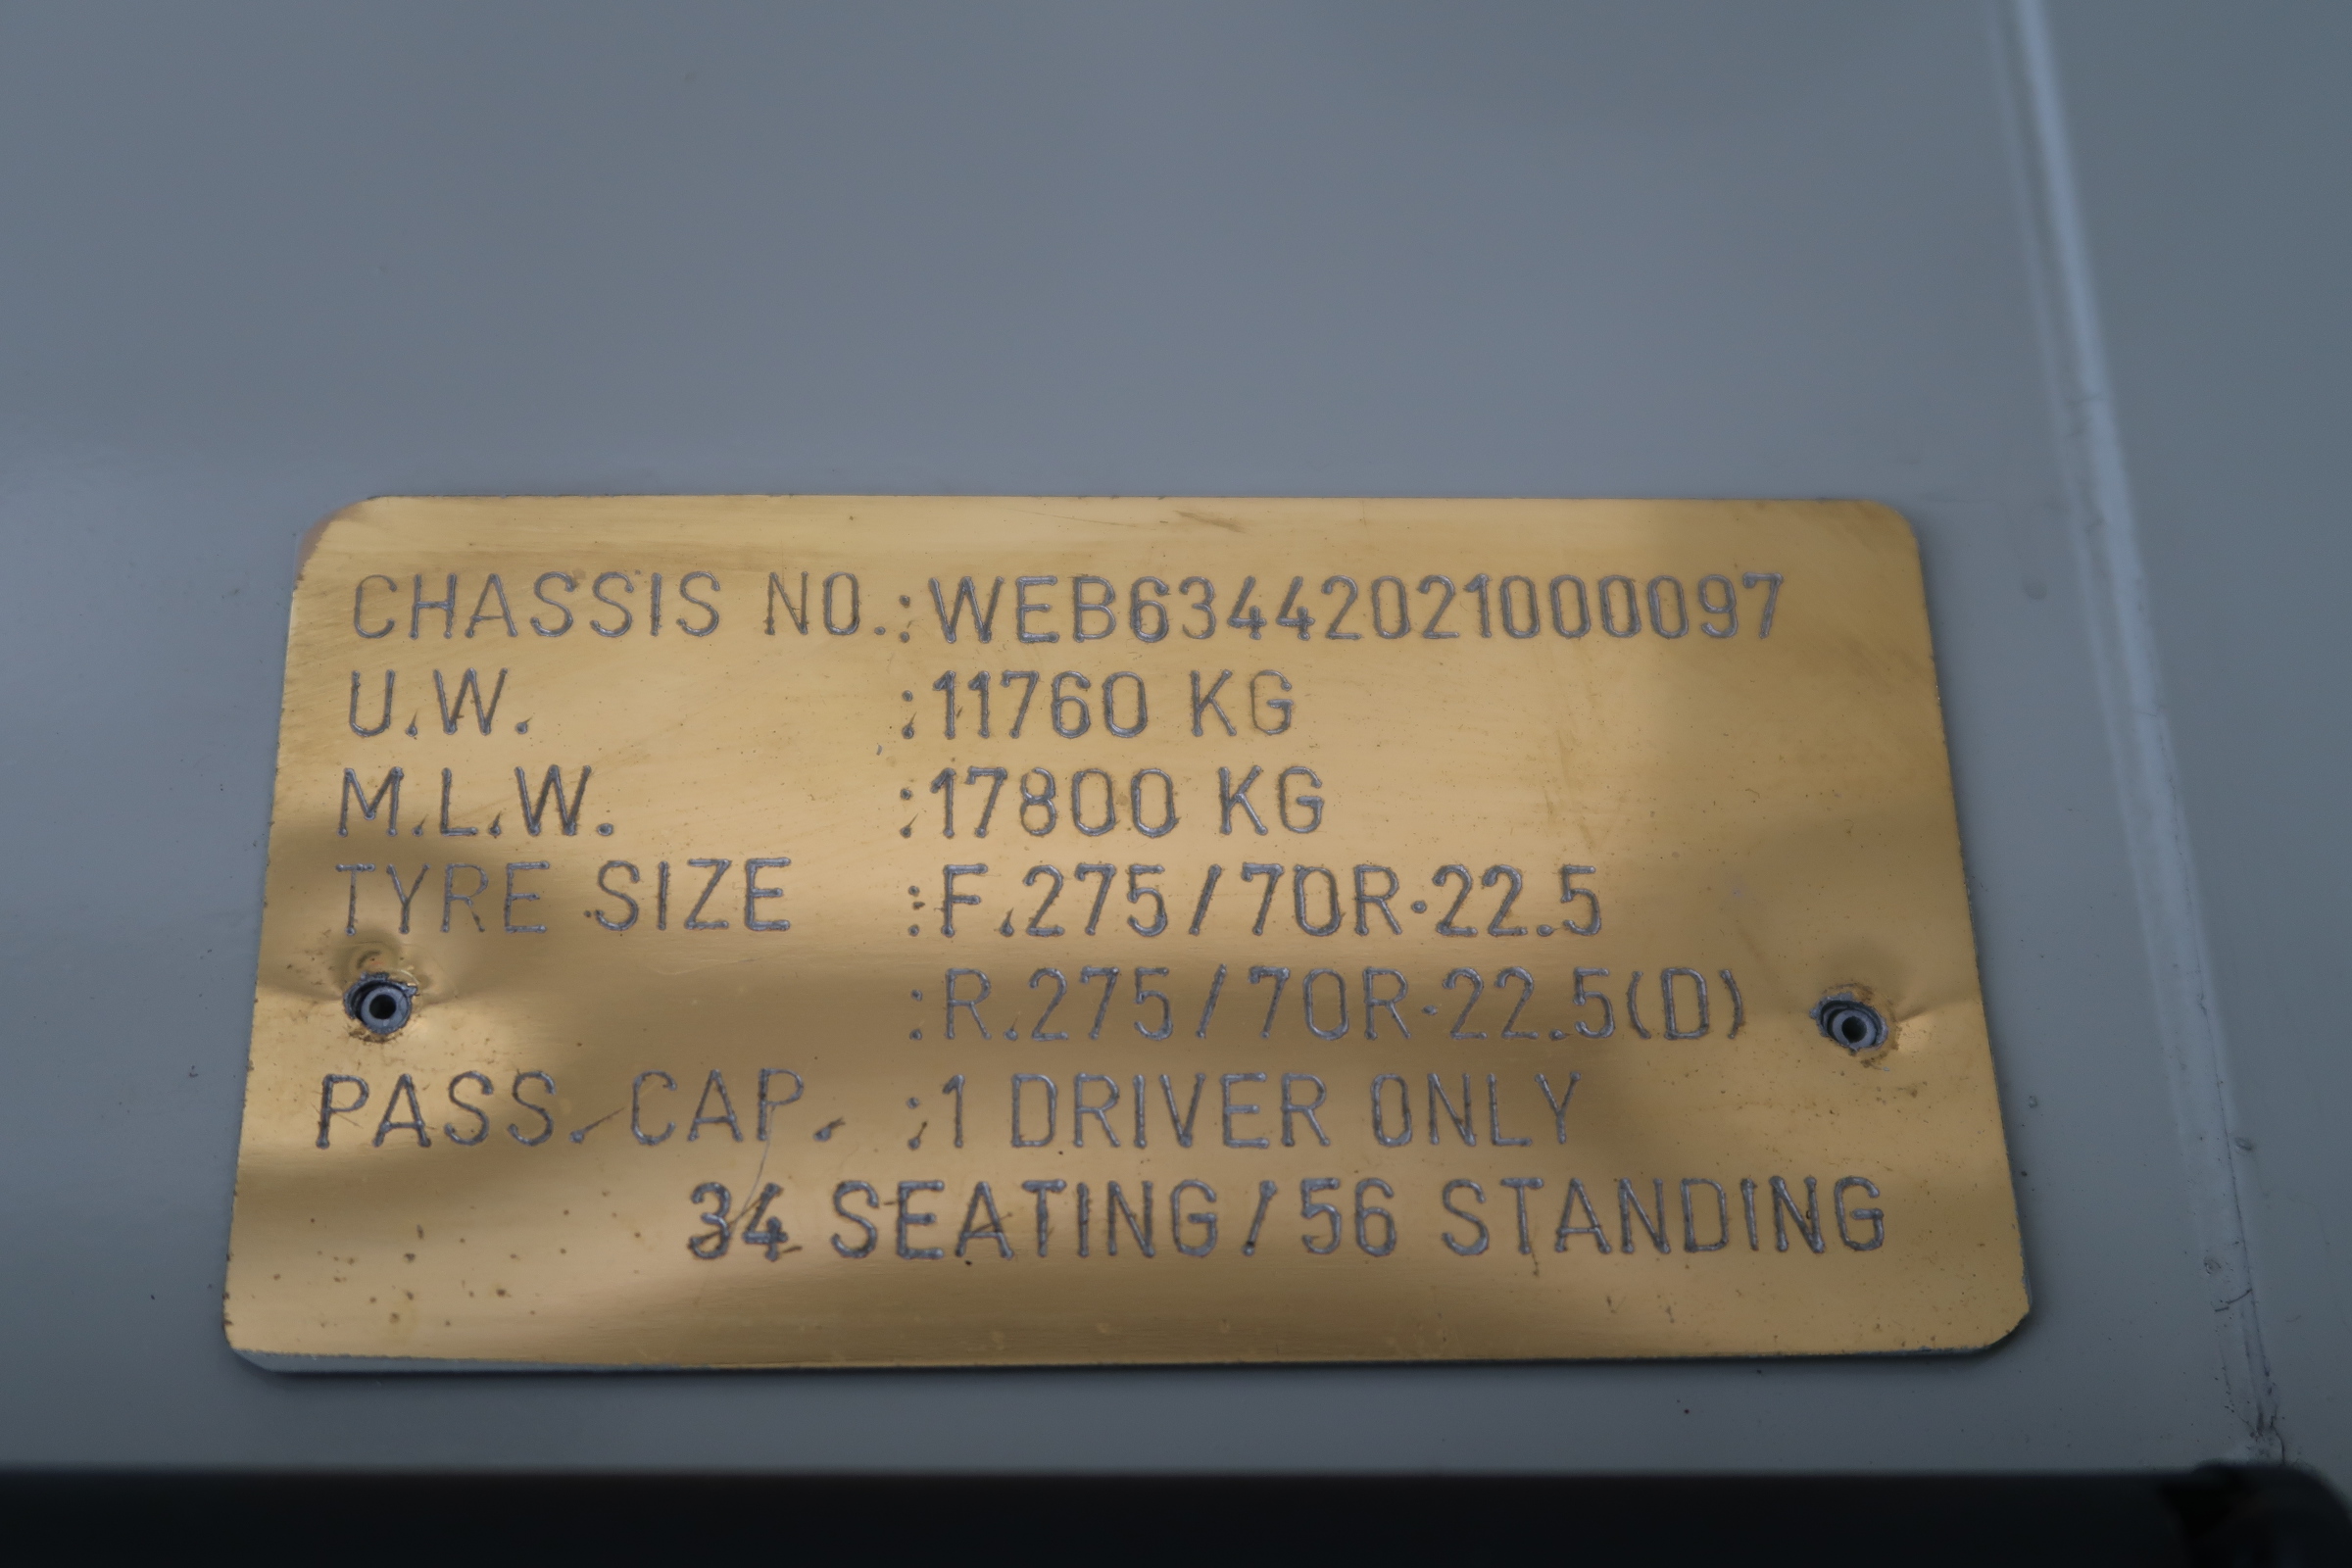 CHASSIS NO.:WEB63442021000097
U.W. :11760 KG
M.L.W. :17800 KG
TYRE SIZE :F.275/70R·22.5
:R.275/70R·22.5(D)
PASS. CAP. :1 DRIVER ONLY
34 SEATING/56 STANDING